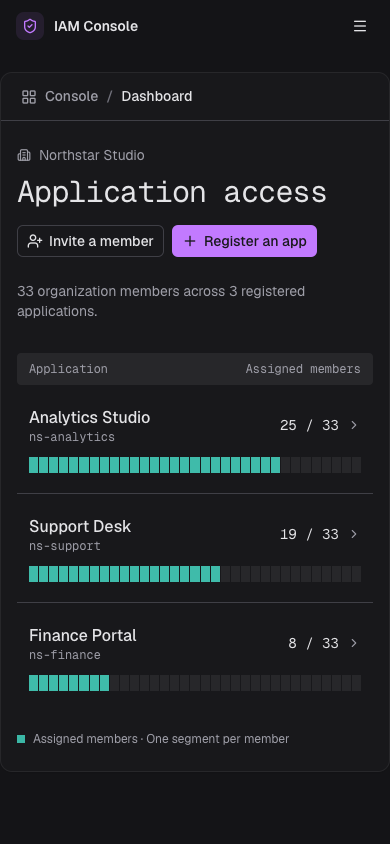 IAM Console
Console / Dashboard
Northstar Studio
Application access
Invite a member
Register an app
33 organization members across 3 registered
applications.
Application
Assigned members
Analytics Studio
25 / 33
ns-analytics
Support Desk
19 / 33
ns-support
Finance Portal
8 / 33
ns-finance
Assigned members · One segment per member